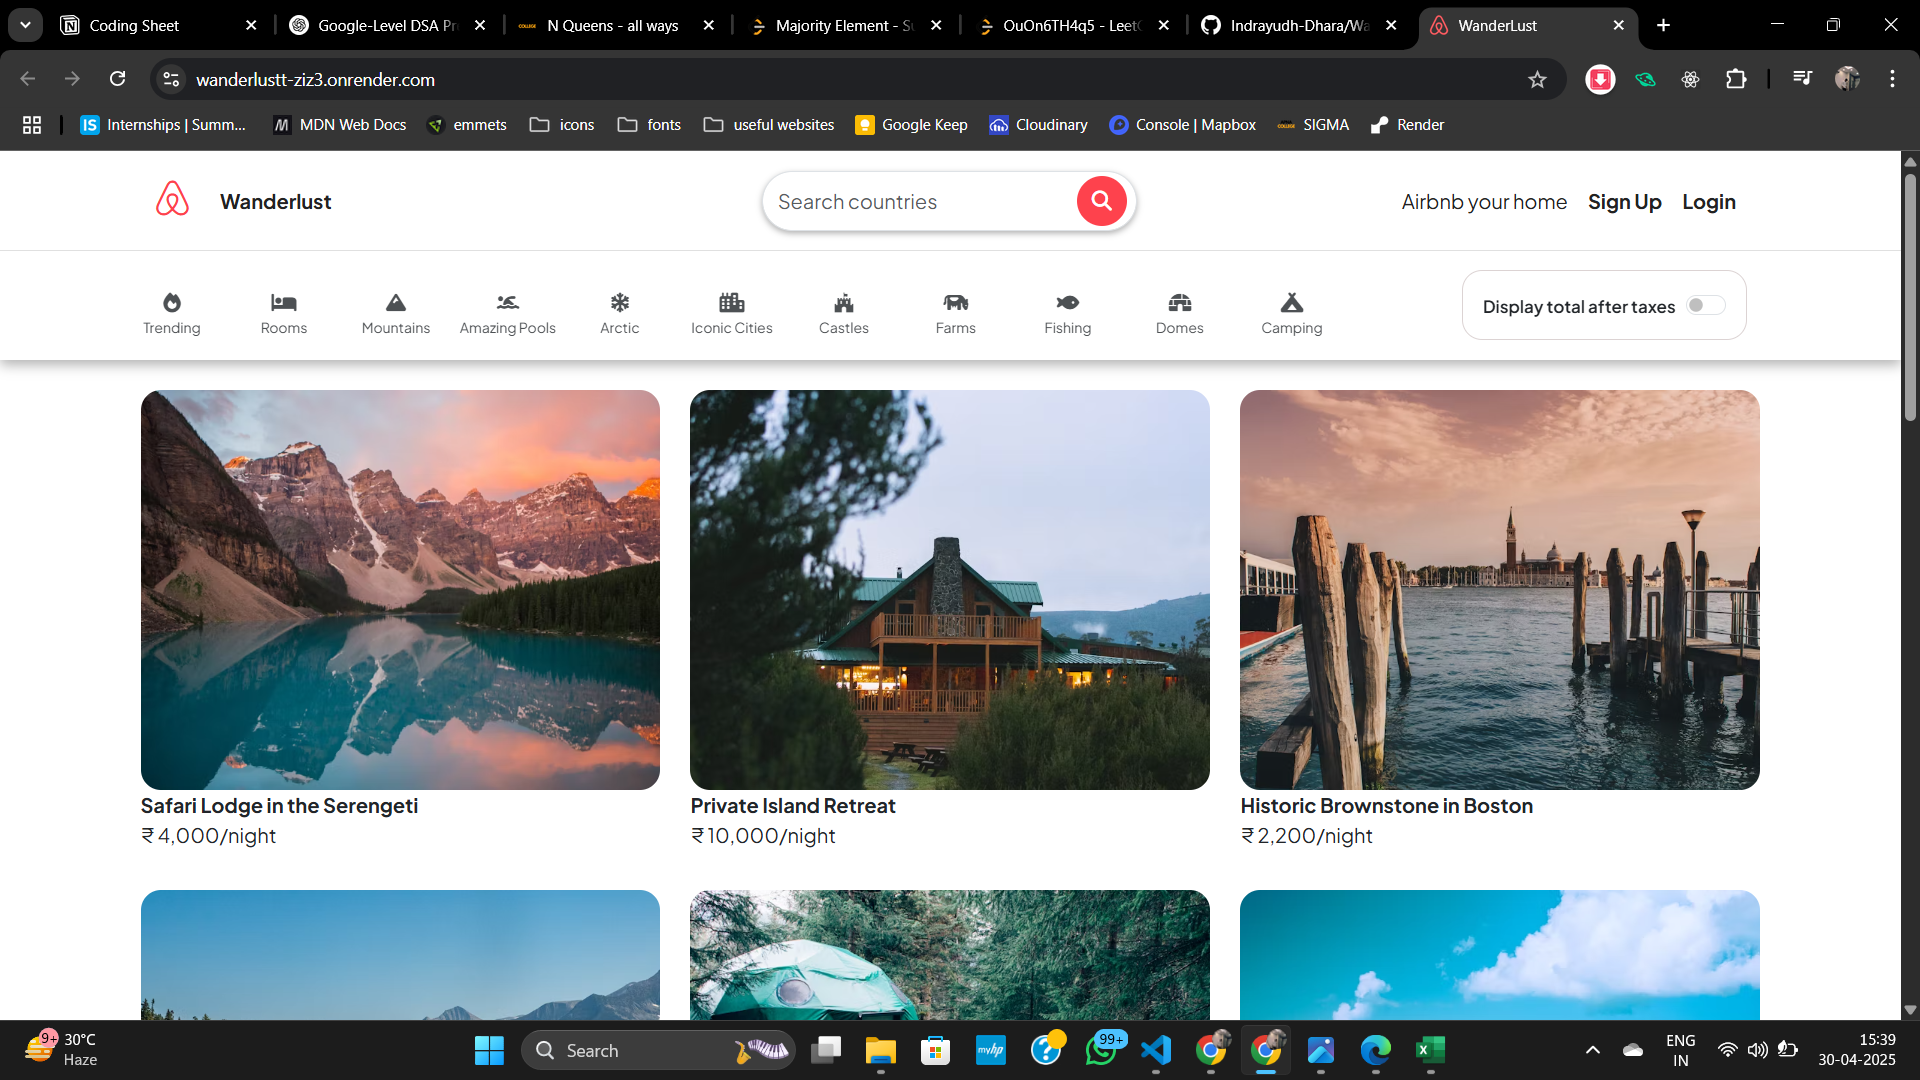 Coding Sheet
Google-Level DSA Pr
N Queens - all ways
Majority Element - Su
OuOn6TH4q5 - LeetC
Indrayudh-Dhara/Wa
WanderLust
wanderlustt-ziz3.onrender.com
IS Internships | Summ...
MDN Web Docs
emmets
icons
fonts
useful websites
Google Keep
Cloudinary
Console | Mapbox
SIGMA
Render
Wanderlust
Search countries
Airbnb your home Sign Up Login
Trending Rooms Mountains Amazing Pools Arctic Iconic Cities Castles Farms Fishing Domes Camping
Display total after taxes
Safari Lodge in the Serengeti
₹ 4,000/night
Private Island Retreat
₹ 10,000/night
Historic Brownstone in Boston
₹ 2,200/night
9+
30°C
Haze
Search
myhp
99+
ENG
IN
15:39
30-04-2025